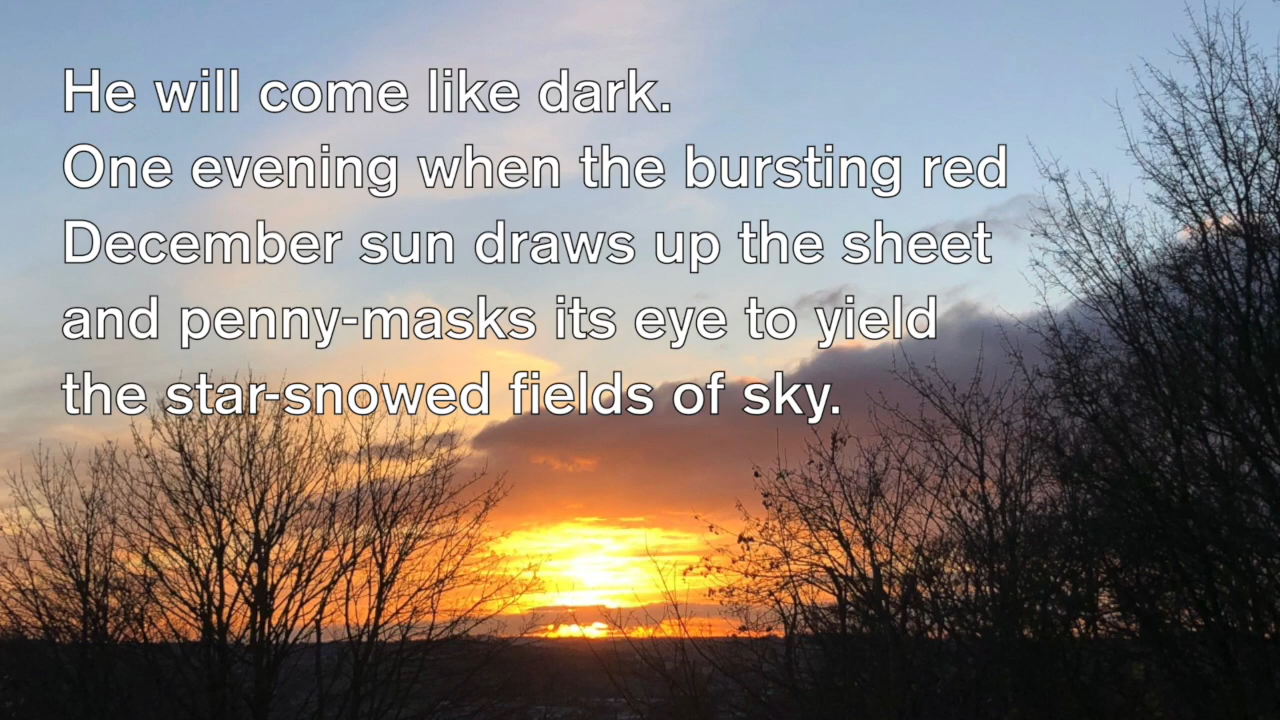 He will come like dark.
One evening when the bursting red
December sun draws up the sheet
and penny-masks its eye to yield
the star-snowed fields of sky.